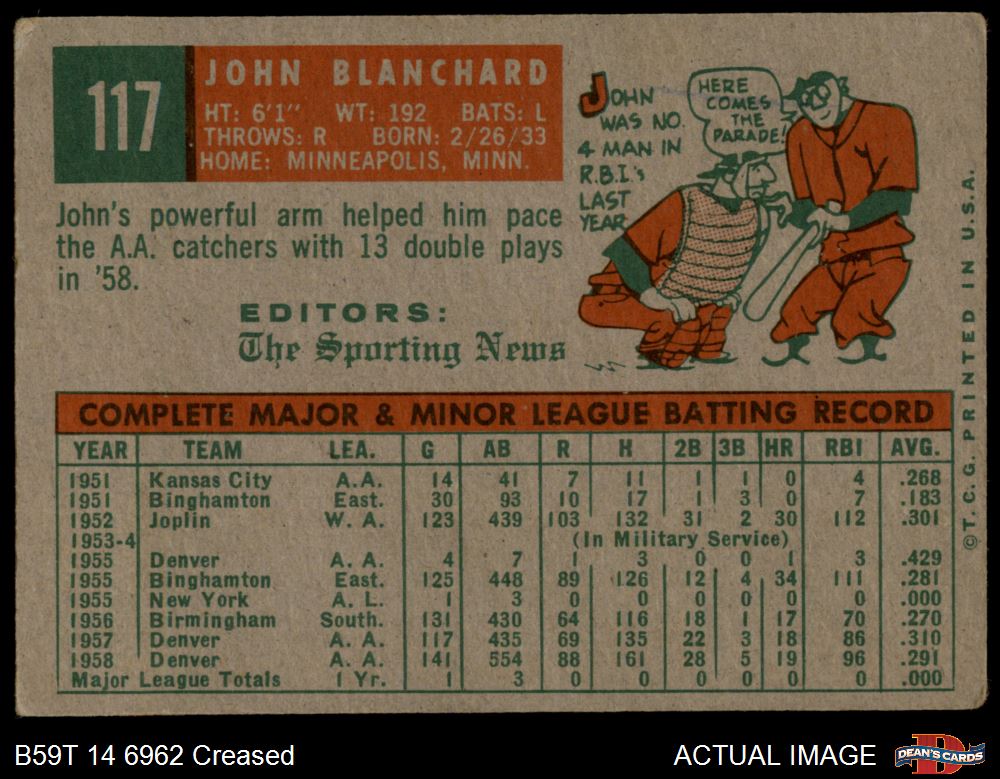 117
JOHN BLANCHARD
HT: 6'1" WT: 192 BATS: L
THROWS: R BORN: 2/26/33
HOME: MINNEAPOLIS, MINN.
John's powerful arm helped him pace
the A.A. catchers with 13 double plays
in '58.
EDITORS:
The Sporting News
JOHN
WAS NO.
4 MAN IN
R.B.I.'s
LAST
YEAR
HERE
COMES
THE
PARADE!
©T. C. G. PRINTED IN U.S.A.
COMPLETE MAJOR & MINOR LEAGUE BATTING RECORD
YEAR TEAM LEA. G AB R H 2B 3B HR RBI AVG.
1951 Kansas City A.A. 14 41 7 11 1 1 0 4 .268
1951 Binghamton East. 30 93 10 17 1 3 0 7 .183
1952 Joplin W. A. 123 439 103 132 31 2 30 112 .301
1953-4 (In Military Service)
1955 Denver A. A. 4 7 1 3 0 0 1 3 .429
1955 Binghamton East. 125 448 89 126 12 4 34 111 .281
1955 New York A. L. 1 3 0 0 0 0 0 0 .000
1956 Birmingham South. 131 430 64 116 18 1 17 70 .270
1957 Denver A. A. 117 435 69 135 22 3 18 86 .310
1958 Denver A. A. 141 554 88 161 28 5 19 96 .291
Major League Totals 1 Yr. 1 3 0 0 0 0 0 0 .000
B59T 14 6962 Creased
ACTUAL IMAGE
DEAN'S CARDS